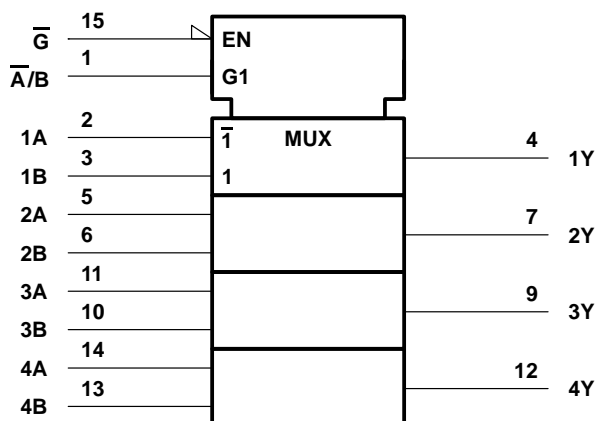 G̅ 15 EN
A̅/B 1 G1
1A 2 1̅ MUX 4 1Y
1B 3 1
2A 5 7 2Y
2B 6
3A 11 9 3Y
3B 10
4A 14 12 4Y
4B 13